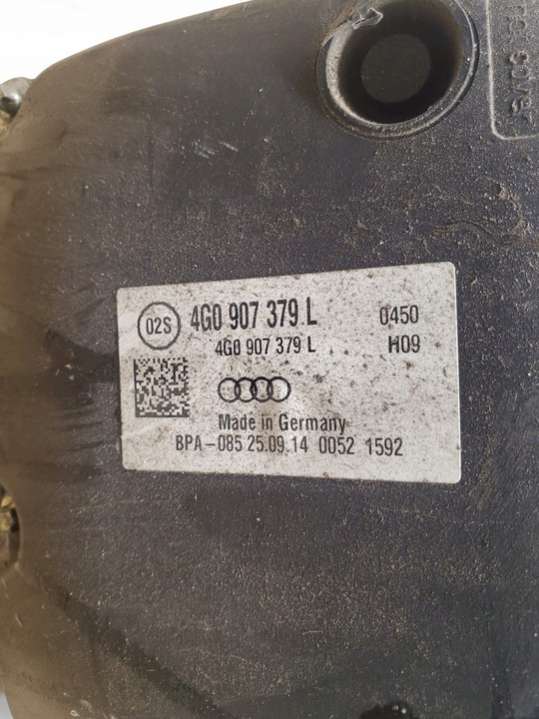 02S
4G0 907 379 L 0450
4G0 907 379 L H09
Made in Germany
BPA-085 25.09.14 0052 1592